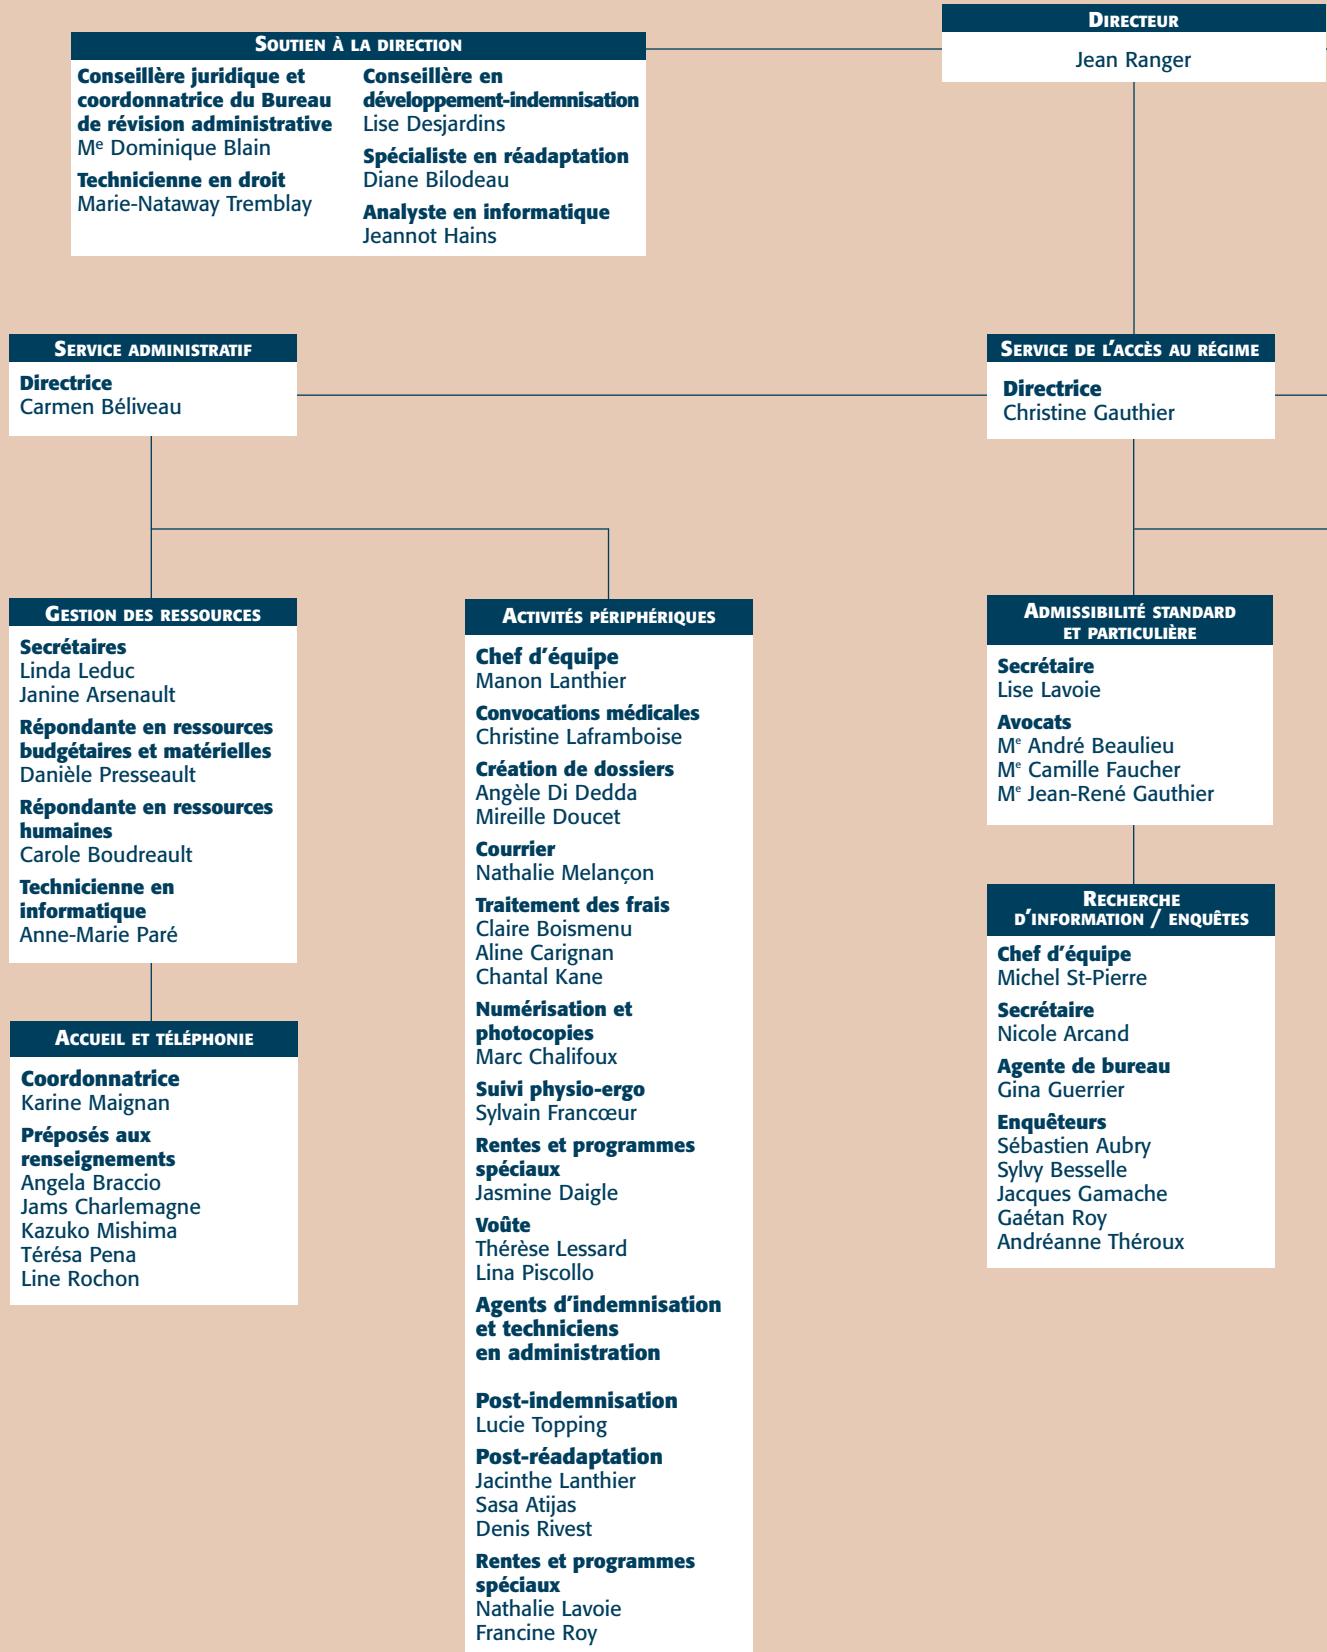 DIRECTEUR
Jean Ranger
SOUTIEN À LA DIRECTION
Conseillère juridique et
coordonnatrice du Bureau
de révision administrative
Me Dominique Blain
Technicienne en droit
Marie-Nataway Tremblay
Conseillère en
développement-indemnisation
Lise Desjardins
Spécialiste en réadaptation
Diane Bilodeau
Analyste en informatique
Jeannot Hains
SERVICE ADMINISTRATIF
Directrice
Carmen Béliveau
SERVICE DE L'ACCÈS AU RÉGIME
Directrice
Christine Gauthier
GESTION DES RESSOURCES
Secrétaires
Linda Leduc
Janine Arsenault
Répondante en ressources
budgétaires et matérielles
Danièle Presseault
Répondante en ressources
humaines
Carole Boudreault
Technicienne en
informatique
Anne-Marie Paré
ACCUEIL ET TÉLÉPHONIE
Coordonnatrice
Karine Maignan
Préposés aux
renseignements
Angela Braccio
Jams Charlemagne
Kazuko Mishima
Térésa Pena
Line Rochon
ACTIVITÉS PÉRIPHÉRIQUES
Chef d'équipe
Manon Lanthier
Convocations médicales
Christine Laframboise
Création de dossiers
Angèle Di Dedda
Mireille Doucet
Courrier
Nathalie Melançon
Traitement des frais
Claire Boismenu
Aline Carignan
Chantal Kane
Numérisation et
photocopies
Marc Chalifoux
Suivi physio-ergo
Sylvain Francœur
Rentes et programmes
spéciaux
Jasmine Daigle
Voûte
Thérèse Lessard
Lina Piscollo
Agents d'indemnisation
et techniciens
en administration
Post-indemnisation
Lucie Topping
Post-réadaptation
Jacinthe Lanthier
Sasa Atijas
Denis Rivest
Rentes et programmes
spéciaux
Nathalie Lavoie
Francine Roy
ADMISSIBILITÉ STANDARD
ET PARTICULIÈRE
Secrétaire
Lise Lavoie
Avocats
Me André Beaulieu
Me Camille Faucher
Me Jean-René Gauthier
RECHERCHE
D'INFORMATION / ENQUÊTES
Chef d'équipe
Michel St-Pierre
Secrétaire
Nicole Arcand
Agente de bureau
Gina Guerrier
Enquêteurs
Sébastien Aubry
Sylvy Besselle
Jacques Gamache
Gaétan Roy
Andréanne Théroux